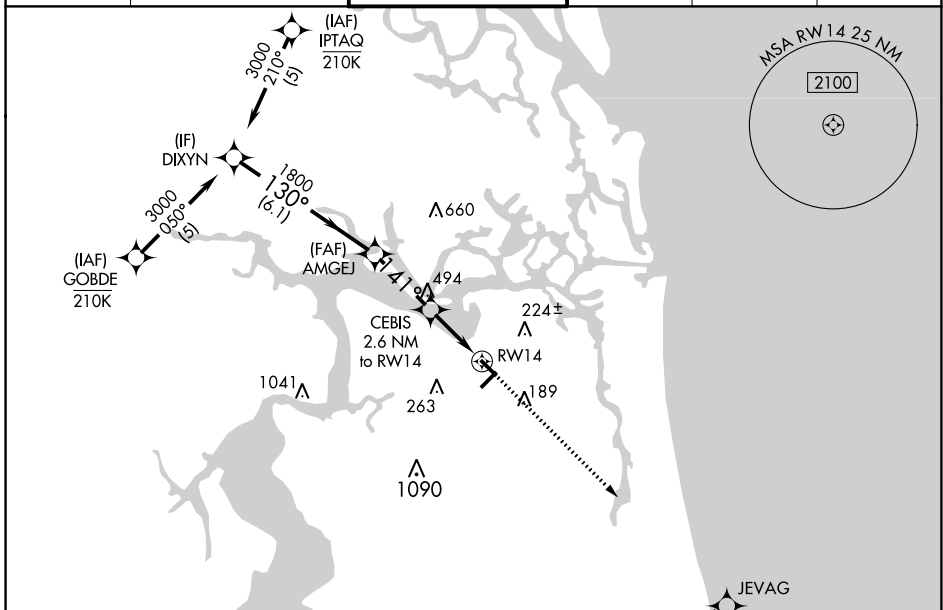 (IAF)
IPTAQ
210K
3000
210°
(5)
MSA RW14 25 NM
2100
(IF)
DIXYN
1800
130°
(6.1)
660
3000
050°
(5)
(IAF)
GOBDE
210K
(FAF)
AMGEJ
141°
494
CEBIS
2.6 NM
to RW14
224±
RW14
1041
263
189
1090
JEVAG